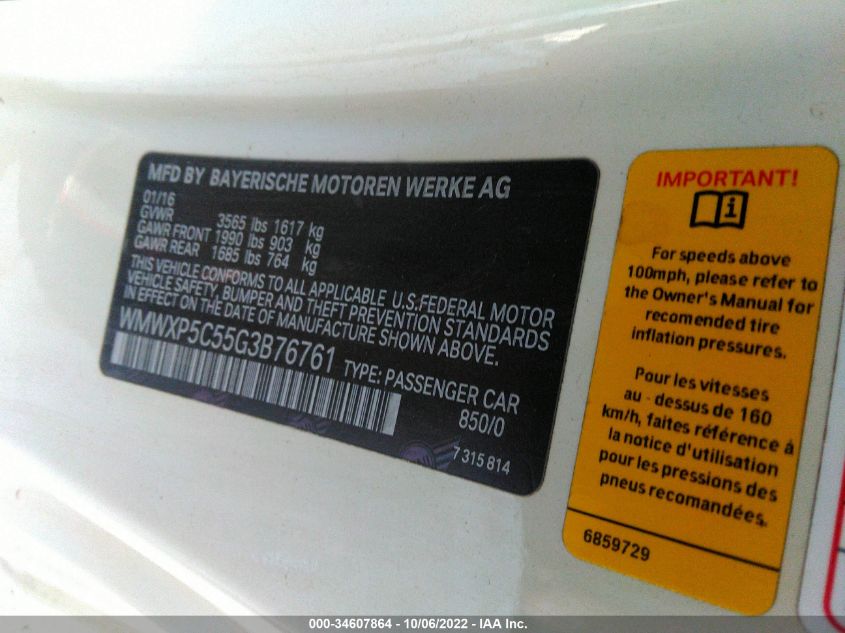 MFD BY BAYERISCHE MOTOREN WERKE AG
01/16
GVWR 3565 lbs 1617 kg
GAWR FRONT 1990 lbs 903 kg
GAWR REAR 1685 lbs 764 kg
THIS VEHICLE CONFORMS TO ALL APPLICABLE U.S.FEDERAL MOTOR
VEHICLE SAFETY, BUMPER AND THEFT PREVENTION STANDARDS
IN EFFECT ON DATE OF MANUFACTURE SHOWN ABOVE.
WMWXP5C55G3B76761
TYPE: PASSENGER CAR
850/0
7 315 814
IMPORTANT!
For speeds above
100mph, please refer to
the Owner's Manual for
recomended tire
inflation pressures.
Pour les vitesses
au - dessus de 160
km/h, faites référence à
la notice d'utilisation
pour les pressions des
pneus recomandées.
6859729
000-34607864 - 10/06/2022 - IAA Inc.